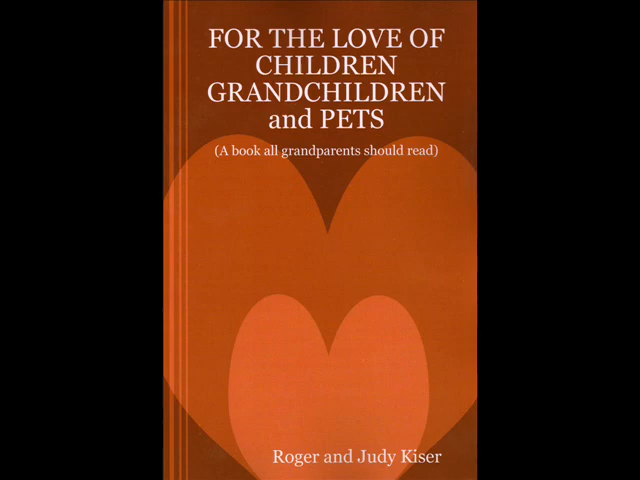 FOR THE LOVE OF
CHILDREN
GRANDCHILDREN
and PETS
(A book all grandparents should read)
Roger and Judy Kiser